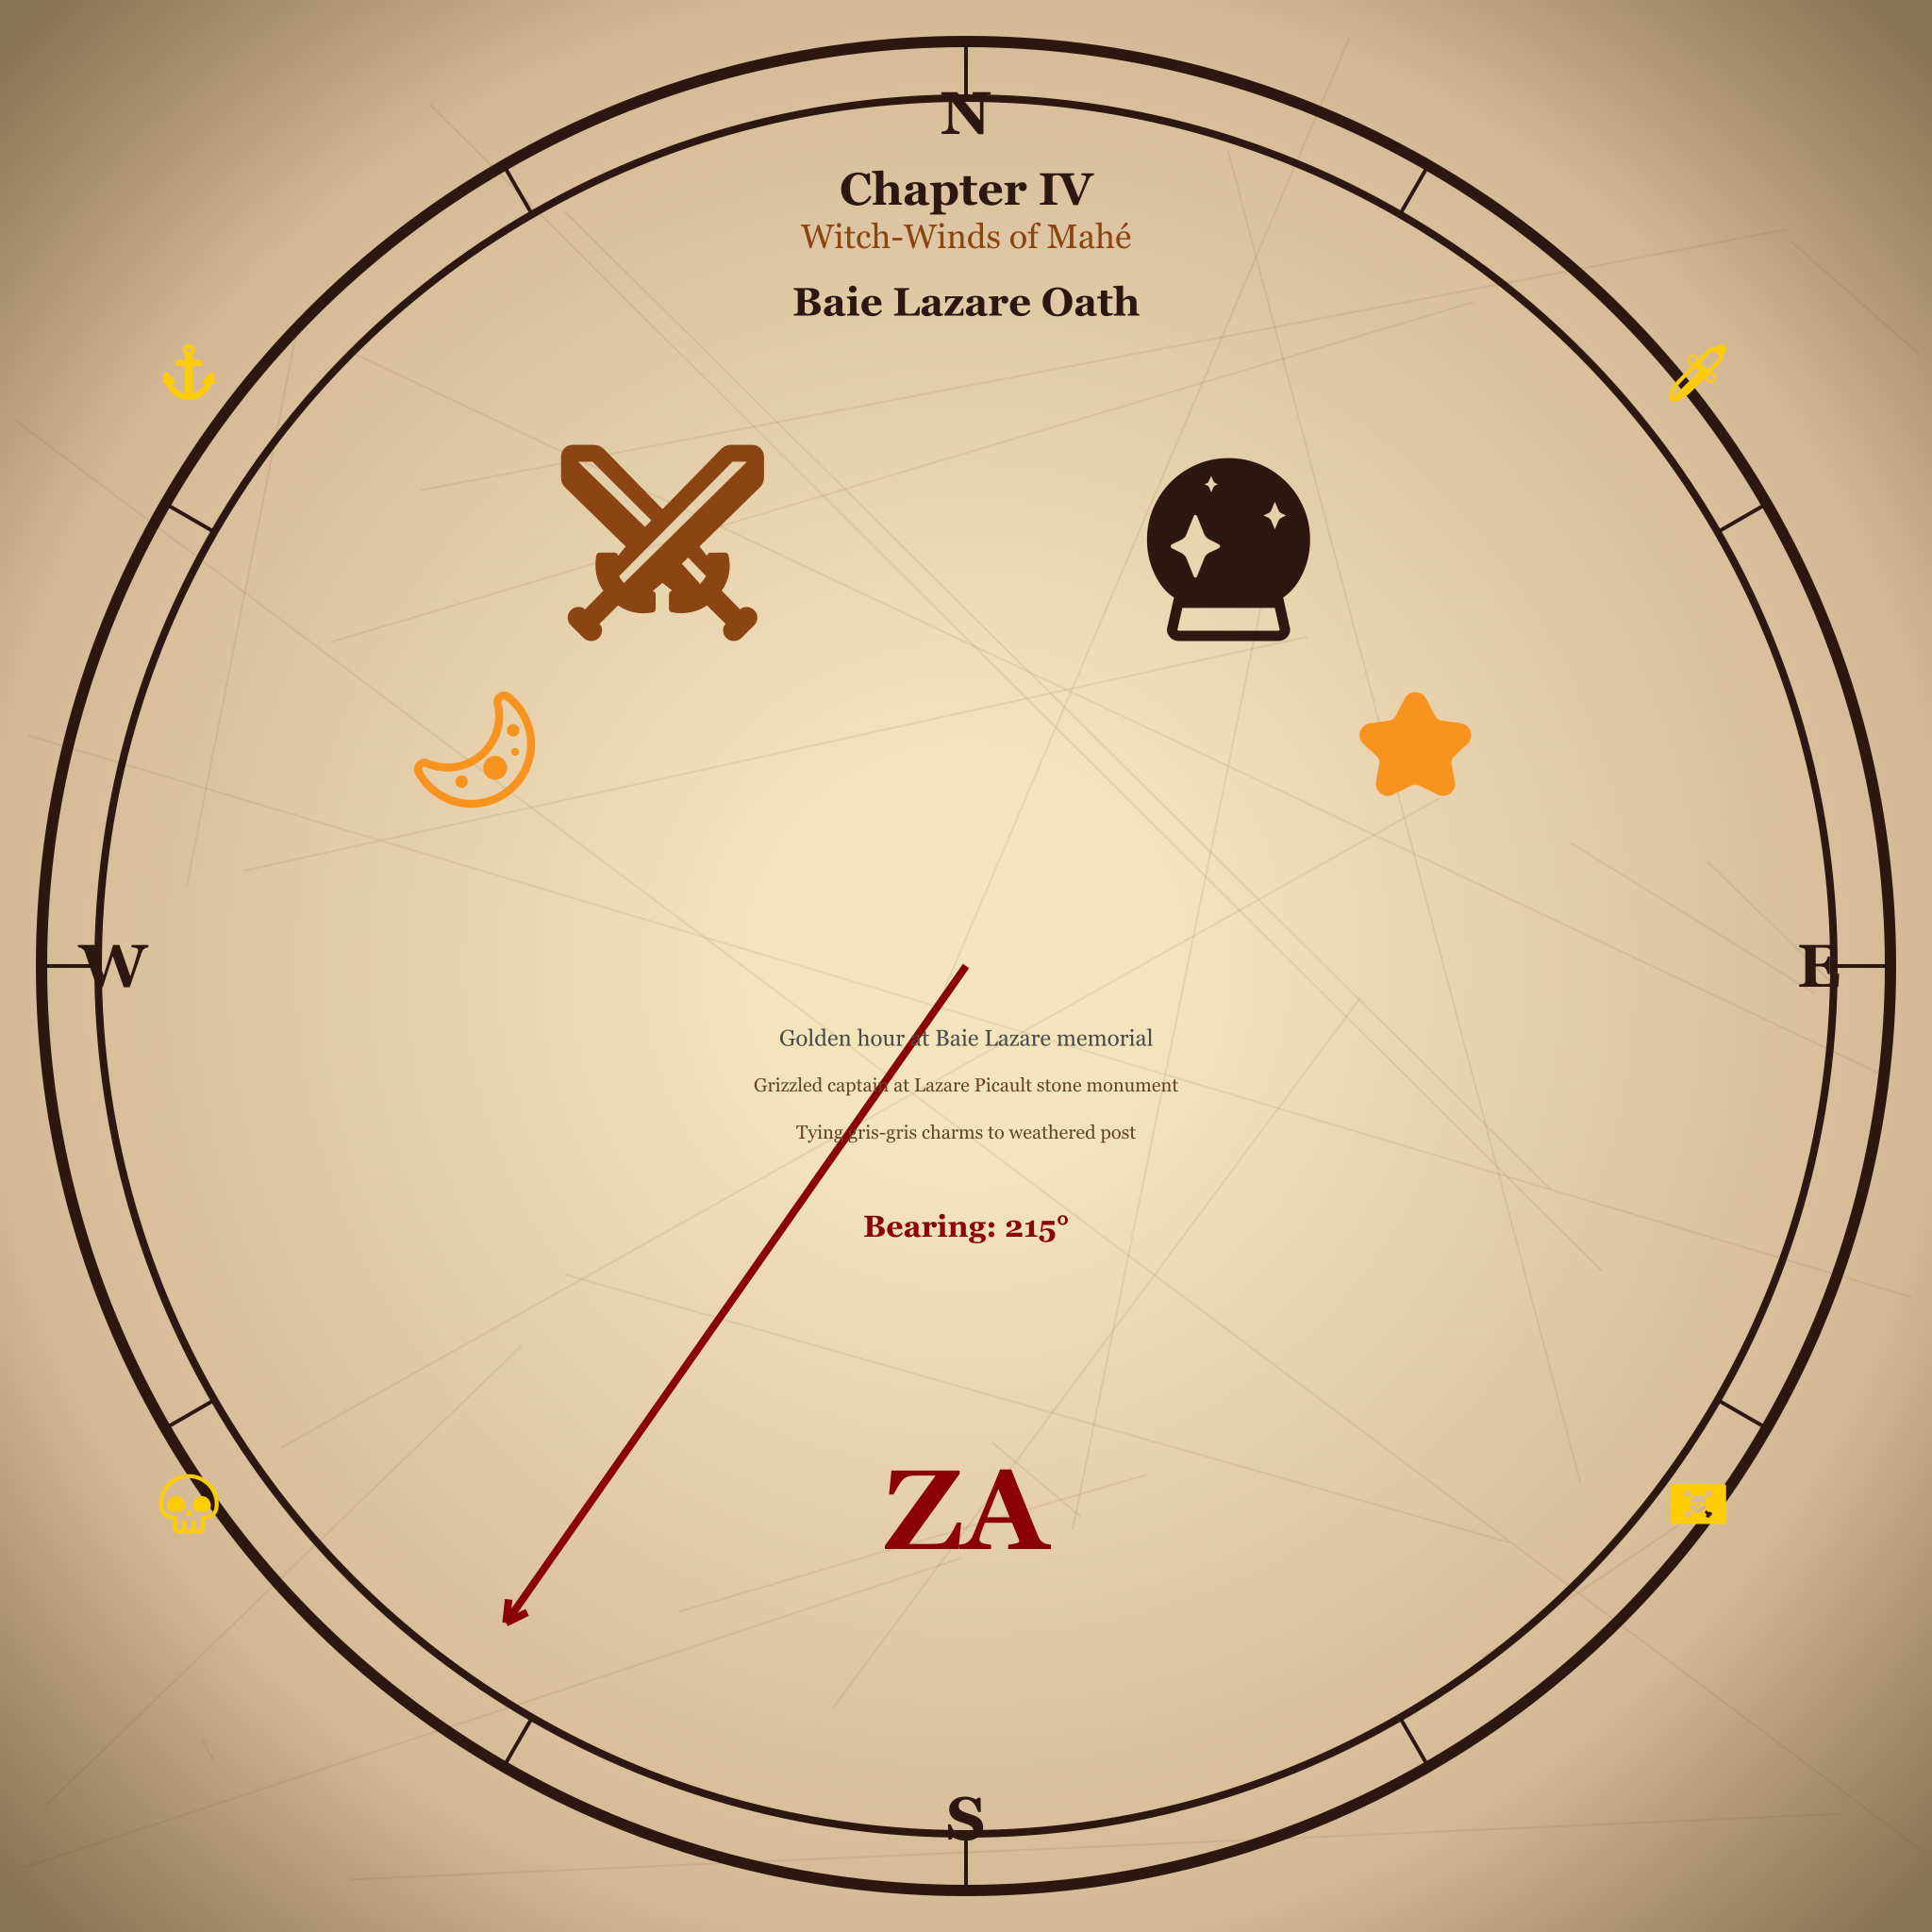 N
Chapter IV
Witch-Winds of Mahé
Baie Lazare Oath
W
E
Golden hour at Baie Lazare memorial
Grizzled captain at Lazare Picault stone monument
Tying gris-gris charms to weathered post
Bearing: 215°
ZA
S